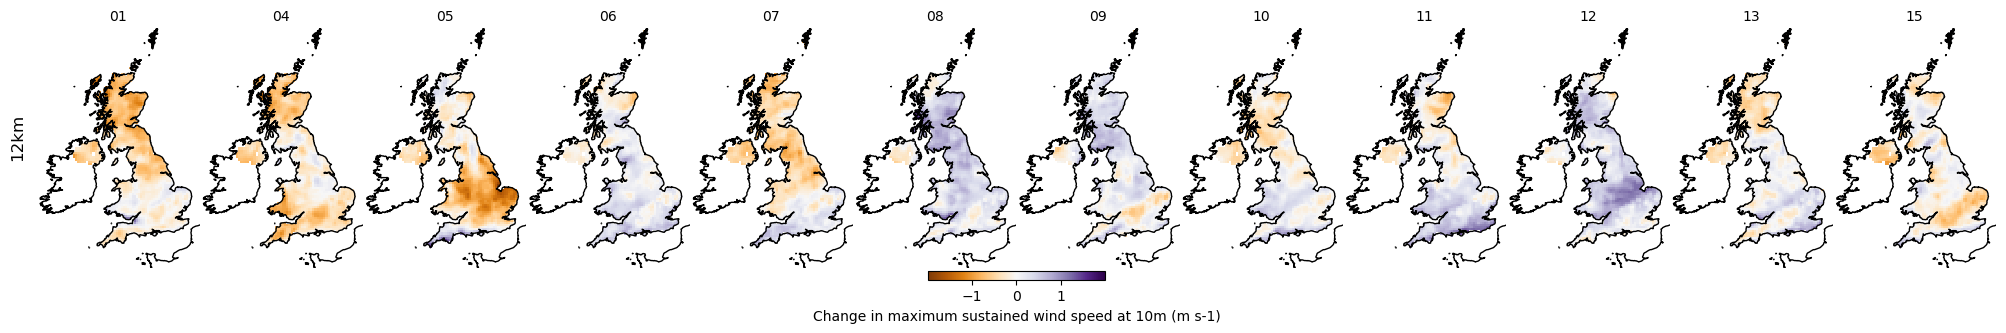 01 04 05 06 07 08 09 10 11 12 13 15
12km
−1 0 1
Change in maximum sustained wind speed at 10m (m s-1)